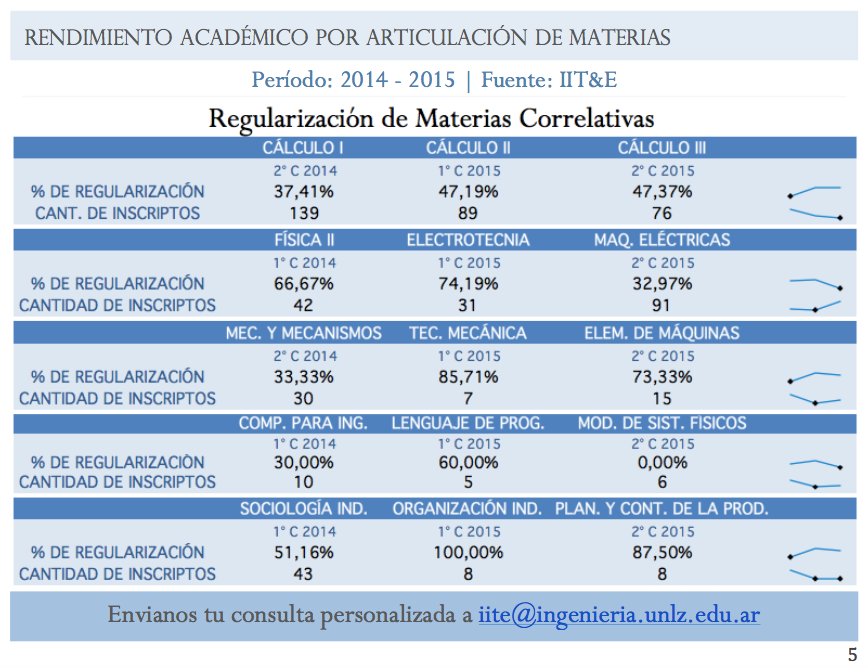 RENDIMIENTO ACADÉMICO POR ARTICULACIÓN DE MATERIAS
Período: 2014 - 2015 | Fuente: IIT&E
Regularización de Materias Correlativas
CÁLCULO I CÁLCULO II CÁLCULO III
2° C 2014 1° C 2015 2° C 2015
% DE REGULARIZACIÓN 37,41% 47,19% 47,37%
CANT. DE INSCRIPTOS 139 89 76
FÍSICA II ELECTROTECNIA MAQ. ELÉCTRICAS
1° C 2014 1° C 2015 2° C 2015
% DE REGULARIZACIÓN 66,67% 74,19% 32,97%
CANTIDAD DE INSCRIPTOS 42 31 91
MEC. Y MECANISMOS TEC. MECÁNICA ELEM. DE MÁQUINAS
2° C 2014 1° C 2015 2° C 2015
% DE REGULARIZACIÓN 33,33% 85,71% 73,33%
CANTIDAD DE INSCRIPTOS 30 7 15
COMP. PARA ING. LENGUAJE DE PROG. MOD. DE SIST. FÍSICOS
1° C 2014 1° C 2015 2° C 2015
% DE REGULARIZACIÓN 30,00% 60,00% 0,00%
CANTIDAD DE INSCRIPTOS 10 5 6
SOCIOLOGÍA IND. ORGANIZACIÓN IND. PLAN. Y CONT. DE LA PROD.
1° C 2014 1° C 2015 2° C 2015
% DE REGULARIZACIÓN 51,16% 100,00% 87,50%
CANTIDAD DE INSCRIPTOS 43 8 8
Envianos tu consulta personalizada a iite@ingenieria.unlz.edu.ar
5